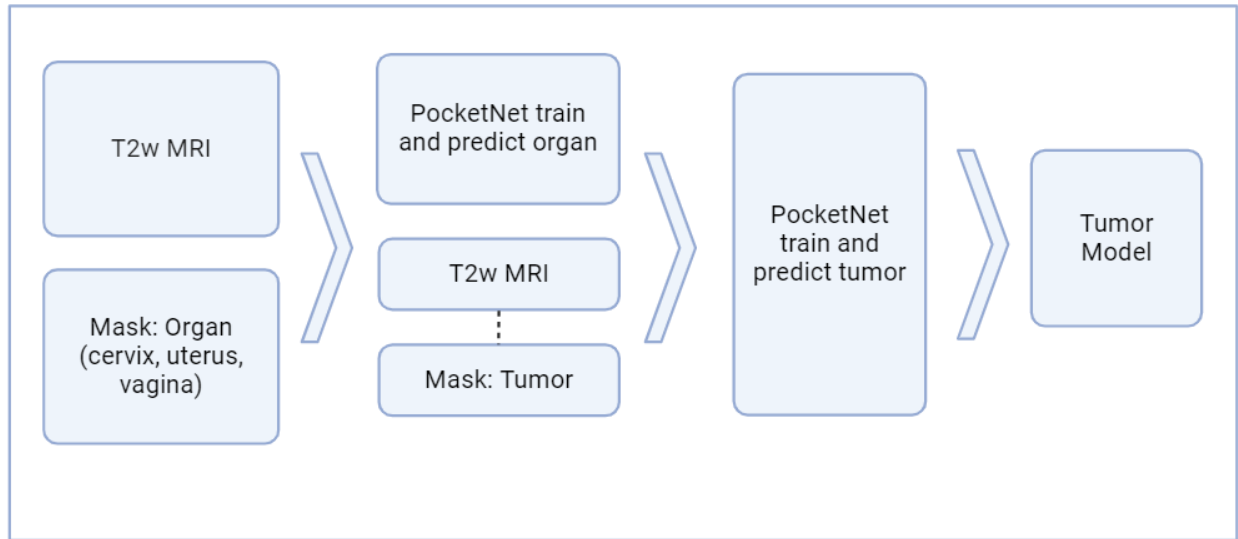 T2w MRI
Mask: Organ
(cervix, uterus,
vagina)
PocketNet train
and predict organ
T2w MRI
Mask: Tumor
PocketNet
train and
predict tumor
Tumor
Model